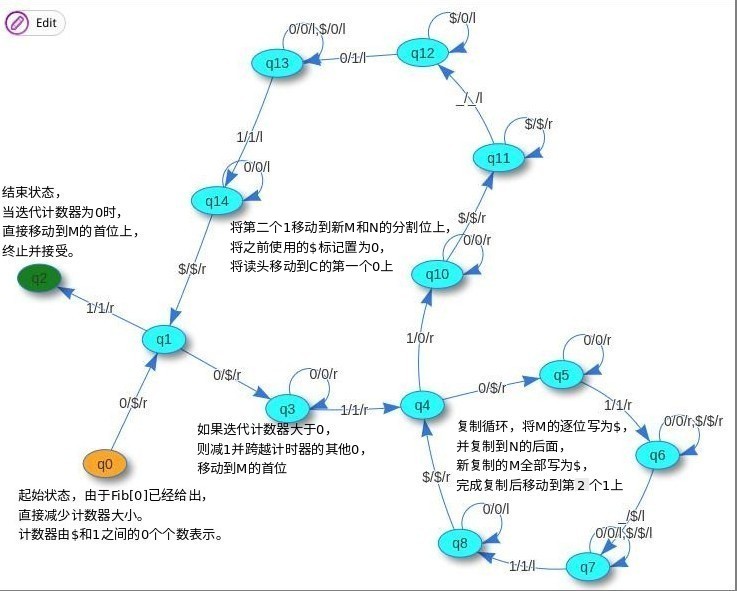 Edit
0/0/l,$/0/l
q13
0/1/l
$/0/l
q12
_/_/l
$/$/r
q11
1/1/l
0/0/l
q14
结束状态，
当迭代计数器为0时，
直接移动到M的首位上，
终止并接受。
将第二个1移动到新M和N的分割位上，
将之前使用的$标记置为0，
将读头移动到C的第一个0上
$/$/r
0/0/r
q10
$/$/r
q2
1/1/r
q1
1/0/r
0/$/r
0/0/r
q3
1/1/r
q4
0/$/r
0/0/r
q5
1/1/r
0/$/r
q0
如果迭代计数器大于0，
则减1并跨越计时器的其他0，
移动到M的首位
复制循环，将M的逐位写为$，
并复制到N的后面，
新复制的M全部写为$，
完成复制后移动到第2个1上
0/0/r,$/$/r
q6
起始状态，由于Fib[0]已经给出，
直接减少计数器大小。
计数器由$和1之间的0个个数表示。
$/$/r
0/0/l
q8
1/1/l
_/$/l
0/0/l,$/$/l
q7